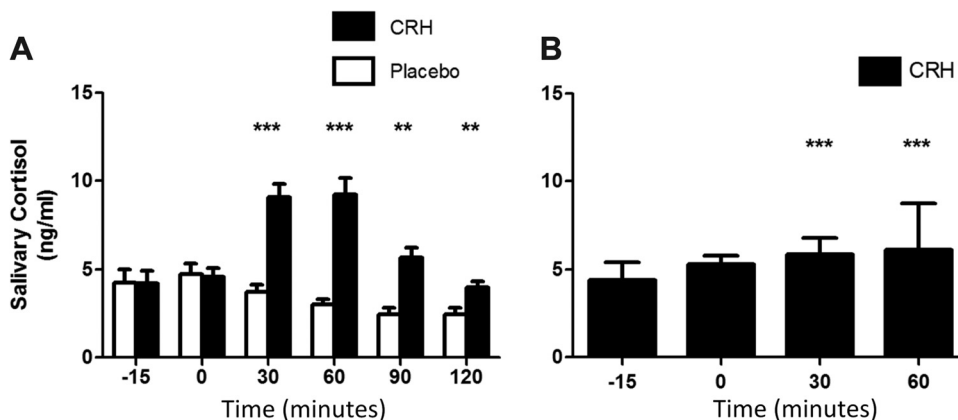 A
CRH
Placebo
Salivary Cortisol
(ng/ml)
15
10
5
0
*** *** ** **
-15 0 30 60 90 120
Time (minutes)
B
CRH
15
10
5
0
*** ***
-15 0 30 60
Time (minutes)